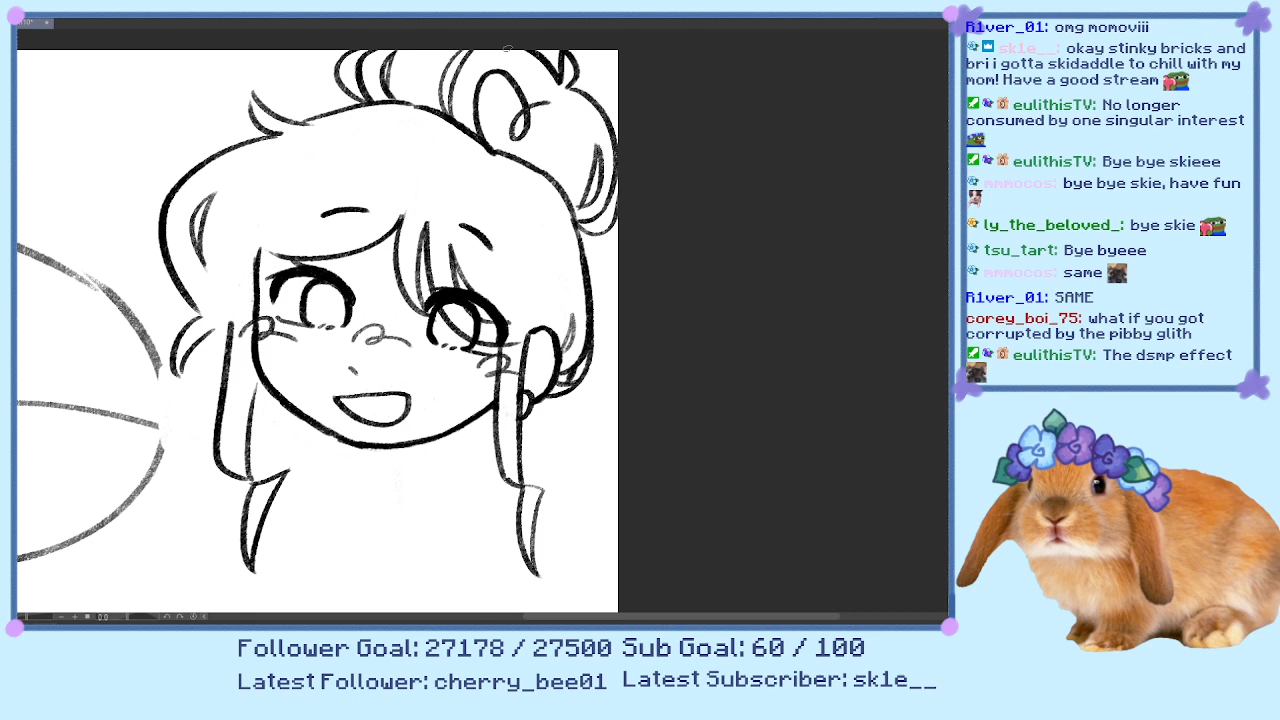 R1ver_01: omg momoviii
sk1e__: okay stinky bricks and
bri i gotta skidaddle to chill with my
mom! Have a good stream
eulithisTV: No longer
consumed by one singular interest
eulithisTV: Bye bye skieee
mmmocos: bye bye skie, have fun
ly_the_beloved_: bye skie
tsu_tart: Bye byeee
mmmocos: same
R1ver_01: SAME
corey_boi_75: what if you got
corrupted by the pibby glith
eulithisTV: The dsmp effect
Follower Goal: 27178 / 27500 Sub Goal: 60 / 100
Latest Follower: cherry_bee01 Latest Subscriber: sk1e__